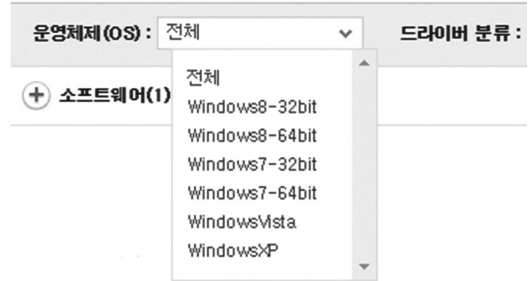 운영체제(OS) : 전체 드라이버 분류 :
전체
소프트웨어(1)
Windows8-32bit
Windows8-64bit
Windows7-32bit
Windows7-64bit
WindowsVista
WindowsXP